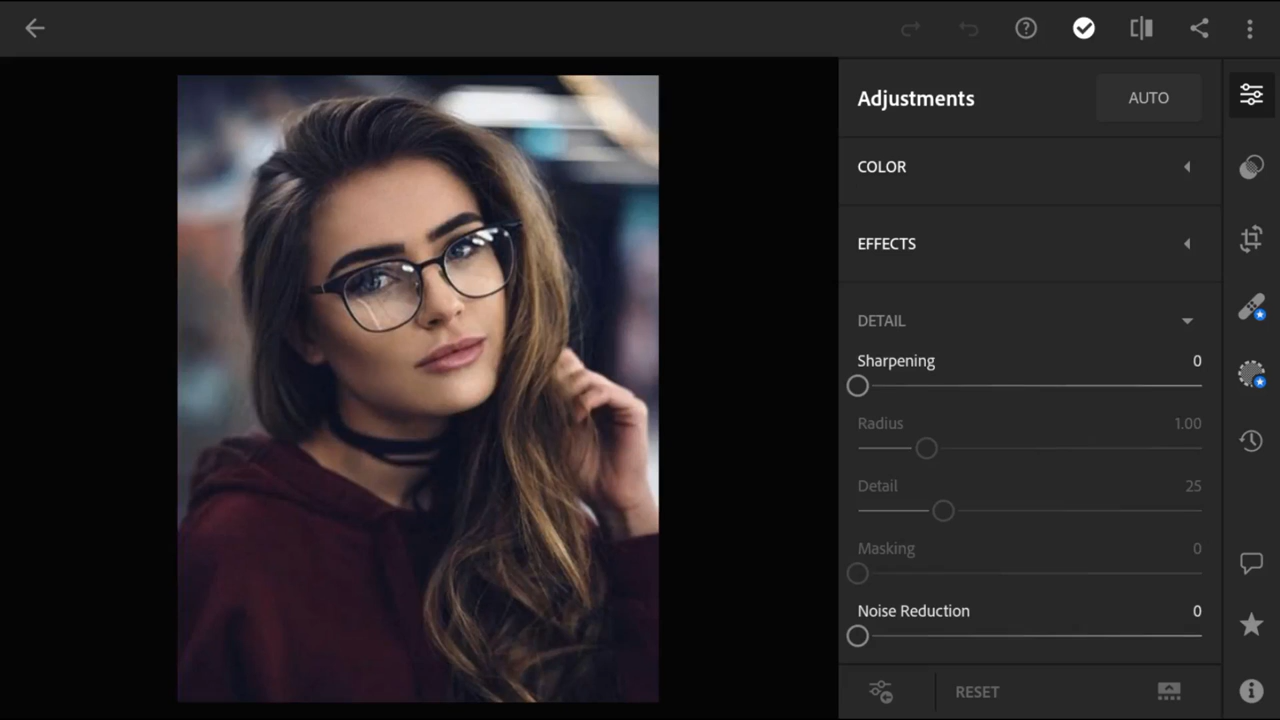 Adjustments
AUTO
COLOR
EFFECTS
DETAIL
Sharpening 0
Radius 1.00
Detail 25
Masking 0
Noise Reduction 0
RESET